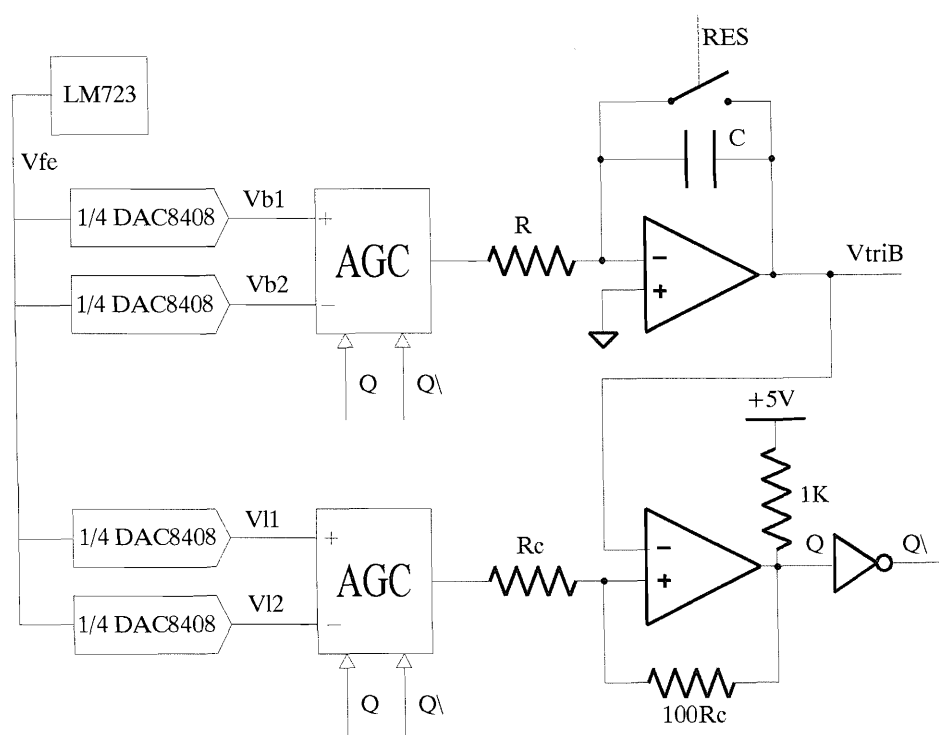 RES
LM723
C
Vfe
Vb1
1/4 DAC8408
+
AGC
R
−
+
VtriB
Vb2
1/4 DAC8408
−
Q
Q\
+5V
1K
Vl1
1/4 DAC8408
+
AGC
Rc
−
+
Q
Q\
Vl2
1/4 DAC8408
−
Q
Q\
100Rc